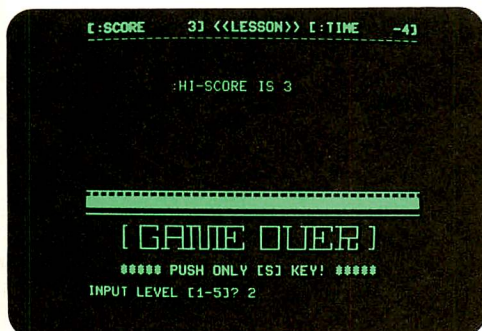 [:SCORE 3] <<LESSON>> [:TIME -4]
:HI-SCORE IS 3
[GAME OVER]
***** PUSH ONLY [S] KEY! *****
INPUT LEVEL [1-5]? 2